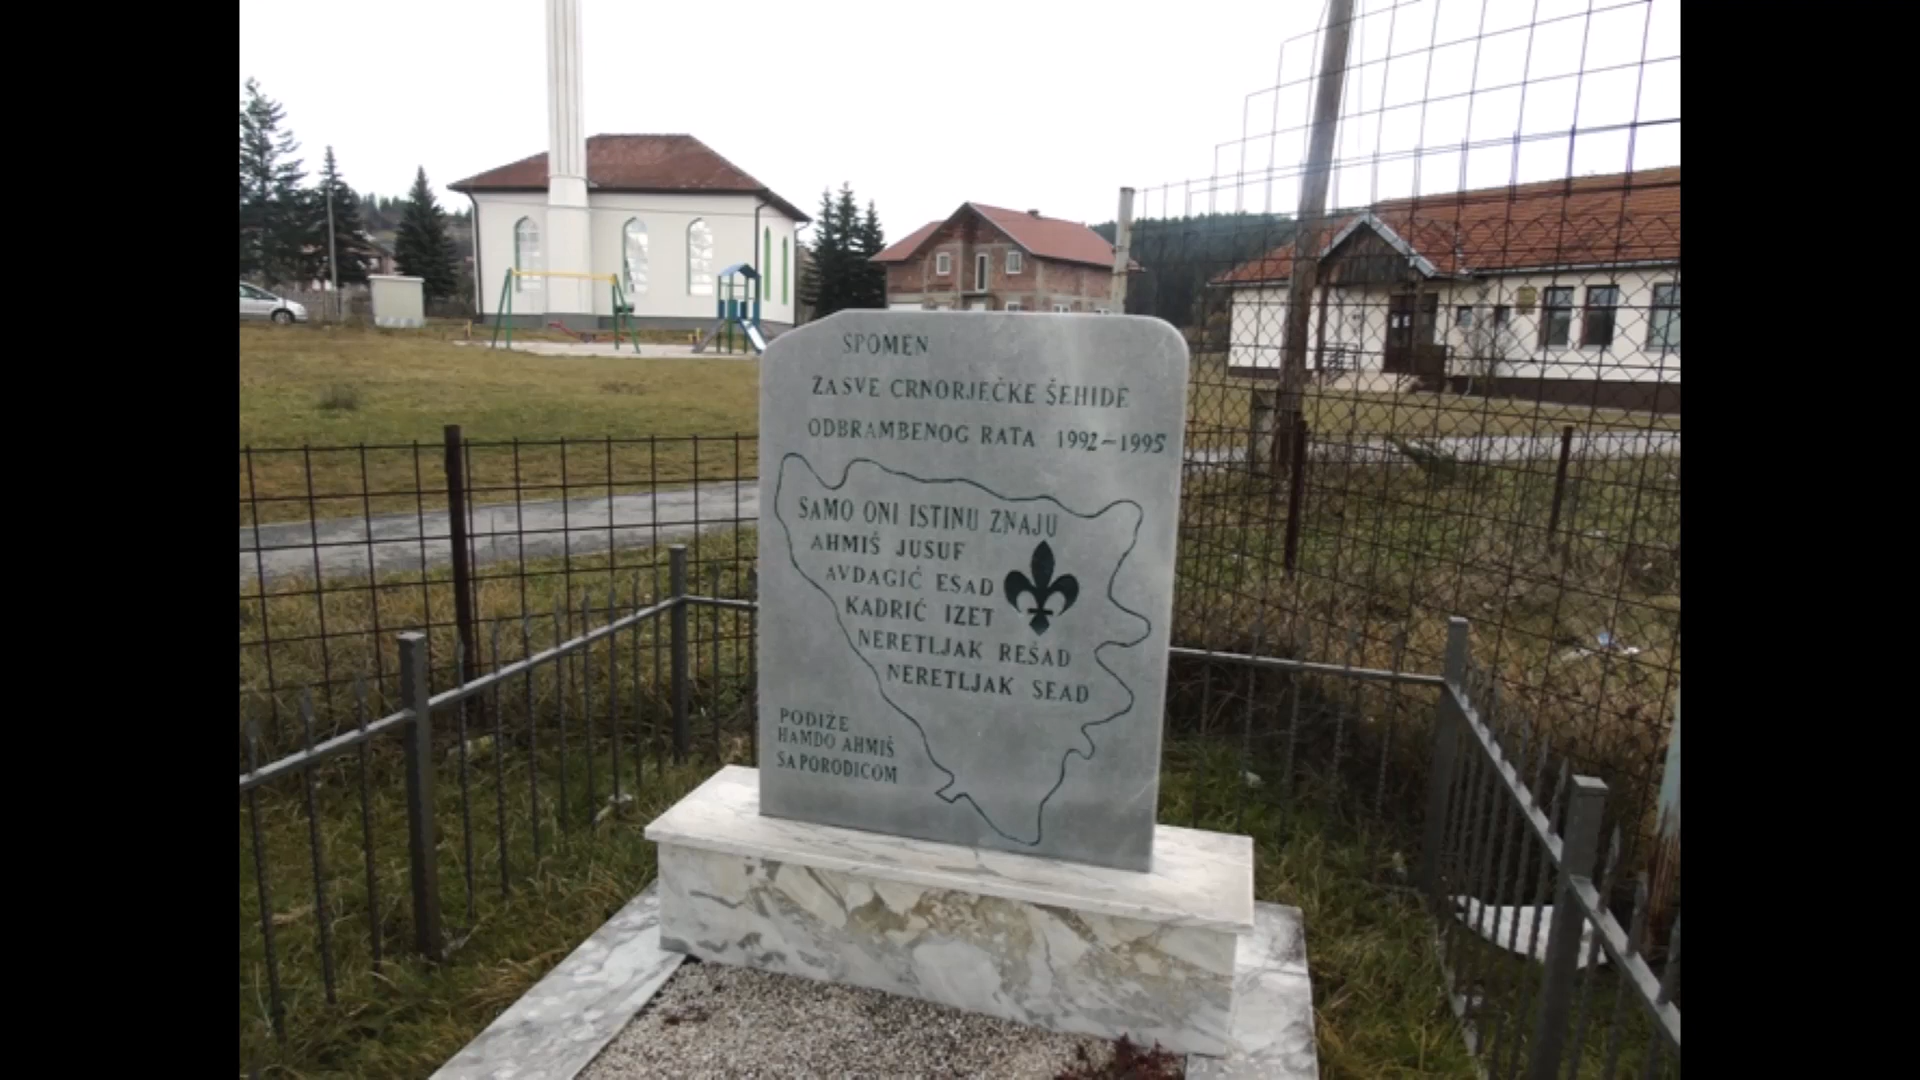 SPOMEN
ZA SVE CRNORJEČKE ŠEHIDE
ODBRAMBENOG RATA 1992-1995
SAMO ONI ISTINU ZNAJU
AHMIŠ JUSUF
AVDAGIĆ ESAD
KADRIĆ IZET
NERETLJAK REŠAD
NERETLJAK SEAD
PODIŽE
HAMDO AHMIŠ
SA PORODICOM